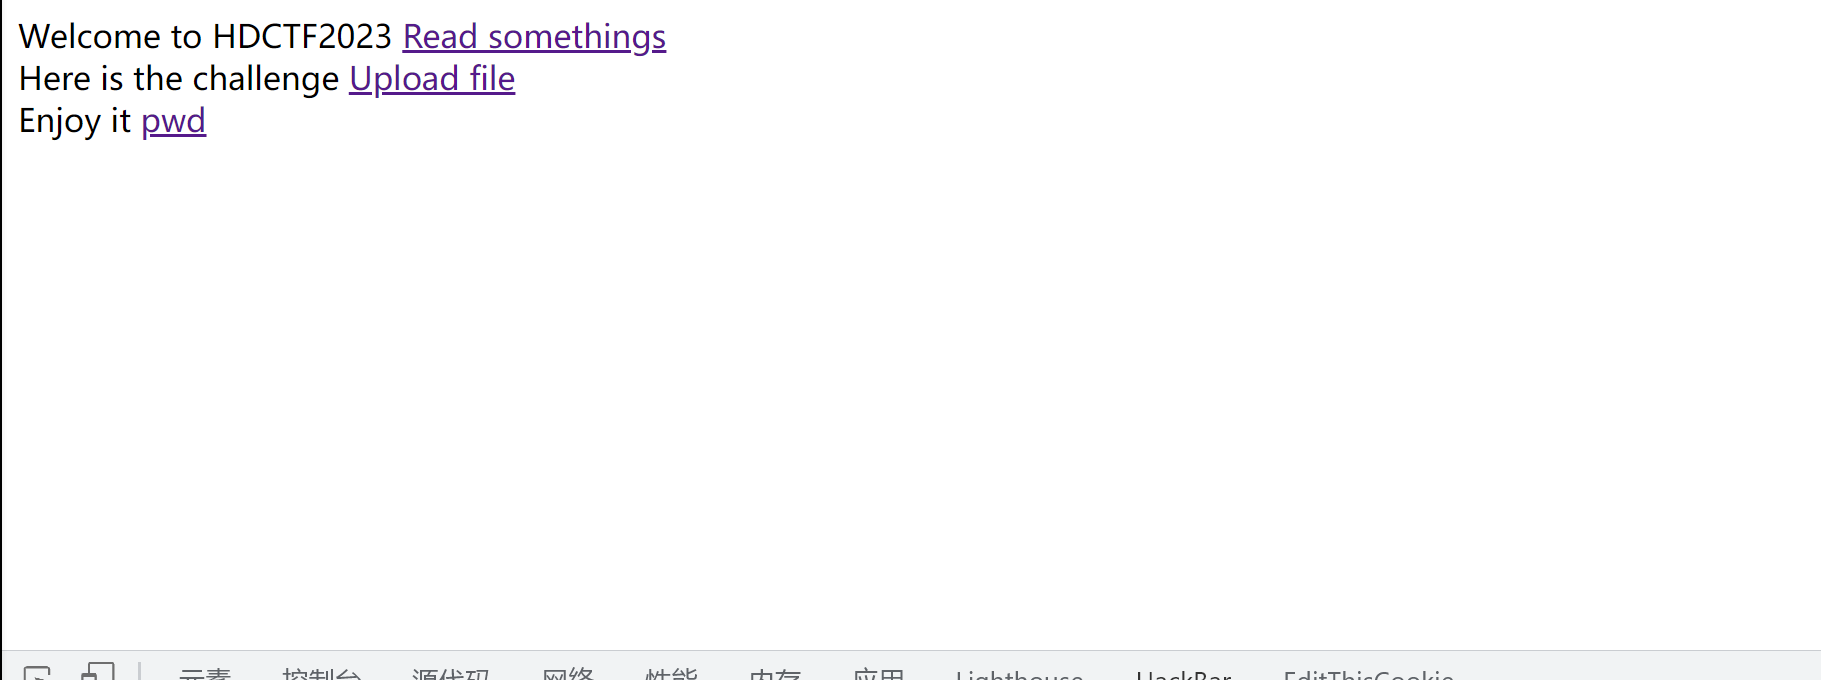 Welcome to HDCTF2023 Read somethings
Here is the challenge Upload file
Enjoy it pwd
元素 控制台 源代码 网络 性能 内存 应用 Lighthouse HackBar EditThisCookie